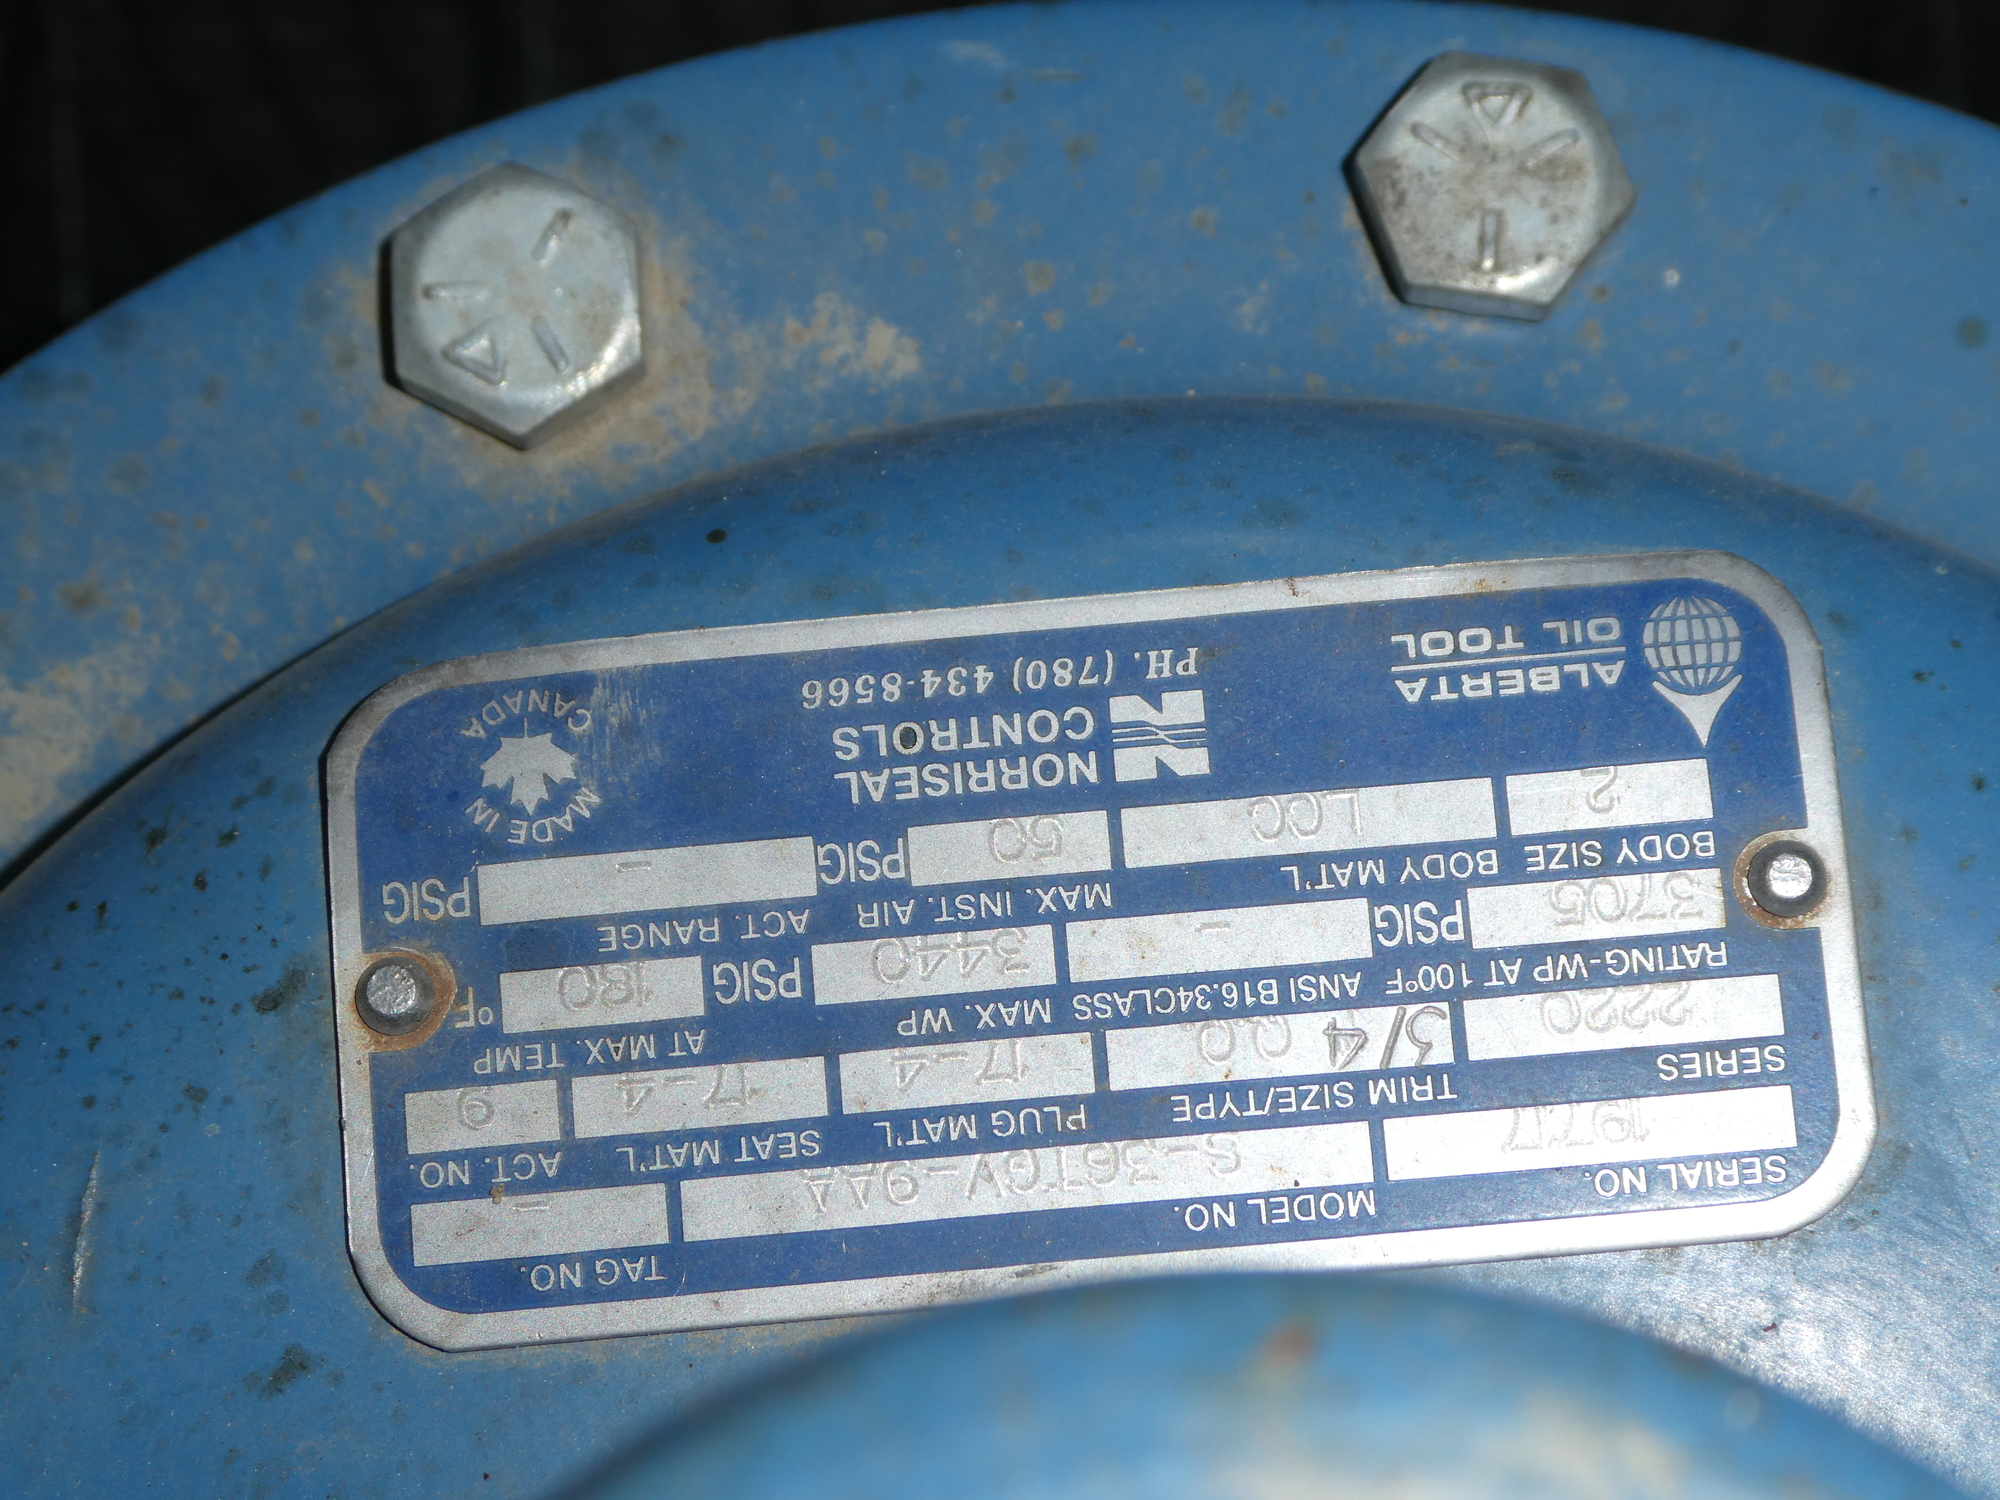 SERIAL NO. MODEL NO. TAG NO.
S-36TGV-9AA -
SERIES TRIM SIZE/TYPE PLUG MAT'L SEAT MAT'L ACT. NO.
2220 3/4 Q.O. 17-4 17-4 9
RATING-WP AT 100°F ANSI B16.34CLASS MAX. WP AT MAX. TEMP
3705 PSIG - 3440 PSIG 180 °F
BODY SIZE BODY MAT'L MAX. INST. AIR ACT. RANGE
2 LCC 50 PSIG - PSIG
ALBERTA
OIL TOOL
NORRISEAL
CONTROLS
PH. (780) 434-8566
MADE IN
CANADA